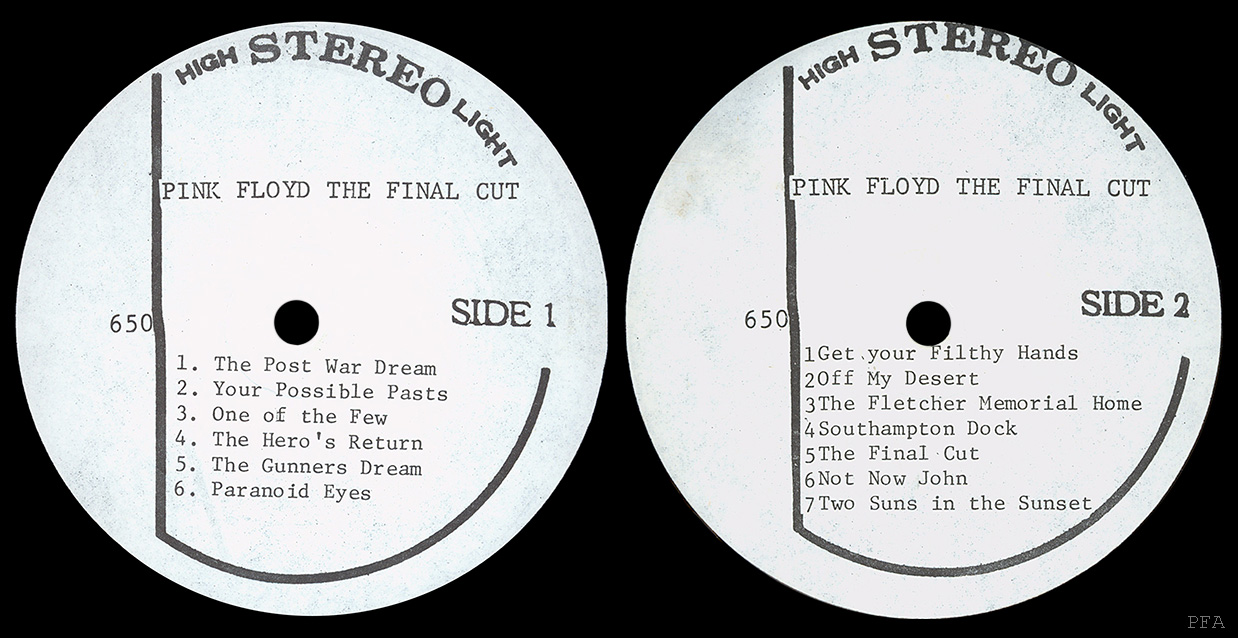 HIGH STEREO LIGHT
PINK FLOYD THE FINAL CUT
SIDE 1
650
1. The Post War Dream
2. Your Possible Pasts
3. One of the Few
4. The Hero's Return
5. The Gunners Dream
6. Paranoid Eyes
HIGH STEREO LIGHT
PINK FLOYD THE FINAL CUT
SIDE 2
650
1Get your Filthy Hands
2Off My Desert
3The Fletcher Memorial Home
4Southampton Dock
5The Final Cut
6Not Now John
7Two Suns in the Sunset
PFA